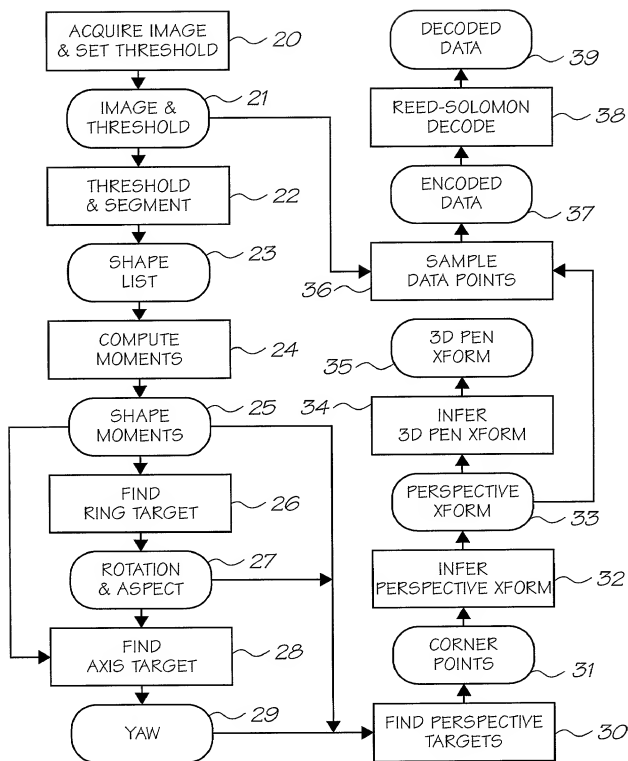 ACQUIRE IMAGE
& SET THRESHOLD
20
IMAGE &
THRESHOLD
21
THRESHOLD
& SEGMENT
22
SHAPE
LIST
23
COMPUTE
MOMENTS
24
SHAPE
MOMENTS
25
FIND
RING TARGET
26
ROTATION
& ASPECT
27
FIND
AXIS TARGET
28
YAW
29
FIND PERSPECTIVE
TARGETS
30
CORNER
POINTS
31
INFER
PERSPECTIVE XFORM
32
PERSPECTIVE
XFORM
33
INFER
3D PEN XFORM
34
3D PEN
XFORM
35
SAMPLE
DATA POINTS
36
ENCODED
DATA
37
REED-SOLOMON
DECODE
38
DECODED
DATA
39